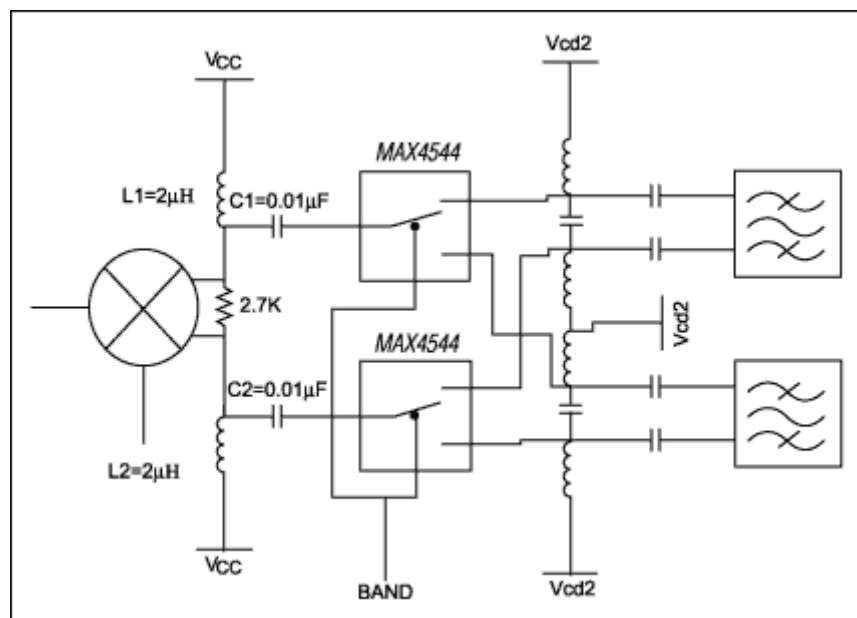 VCC
Vcd2
MAX4544
L1=2μH
C1=0.01μF
2.7K
Vcd2
MAX4544
C2=0.01μF
L2=2μH
VCC
BAND
Vcd2